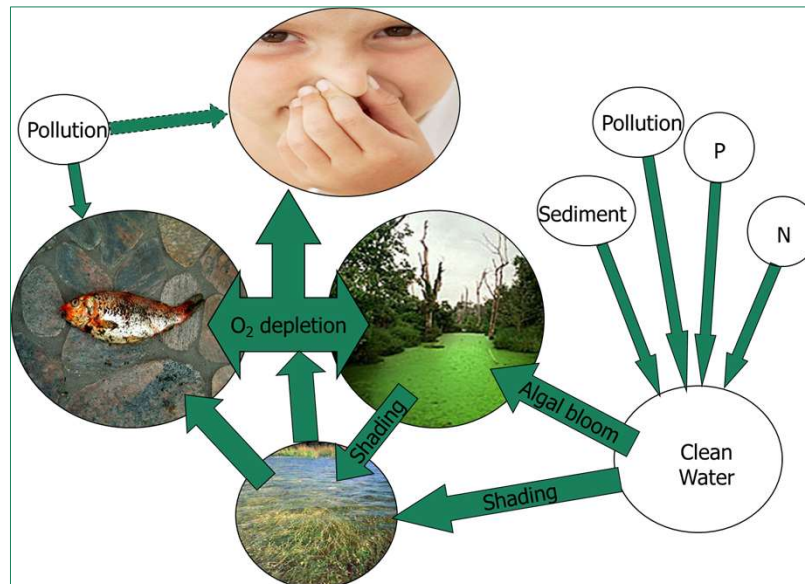 Pollution
Pollution
P
Sediment
N
O₂ depletion
Shading
Algal bloom
Clean
Water
Shading